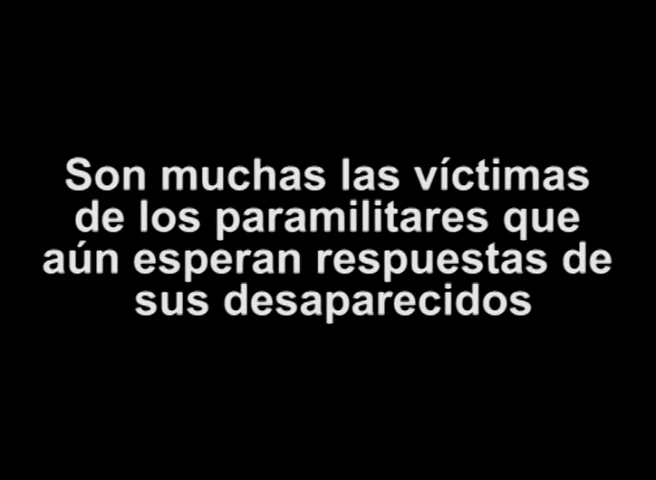 Son muchas las víctimas
de los paramilitares que
aún esperan respuestas de
sus desaparecidos